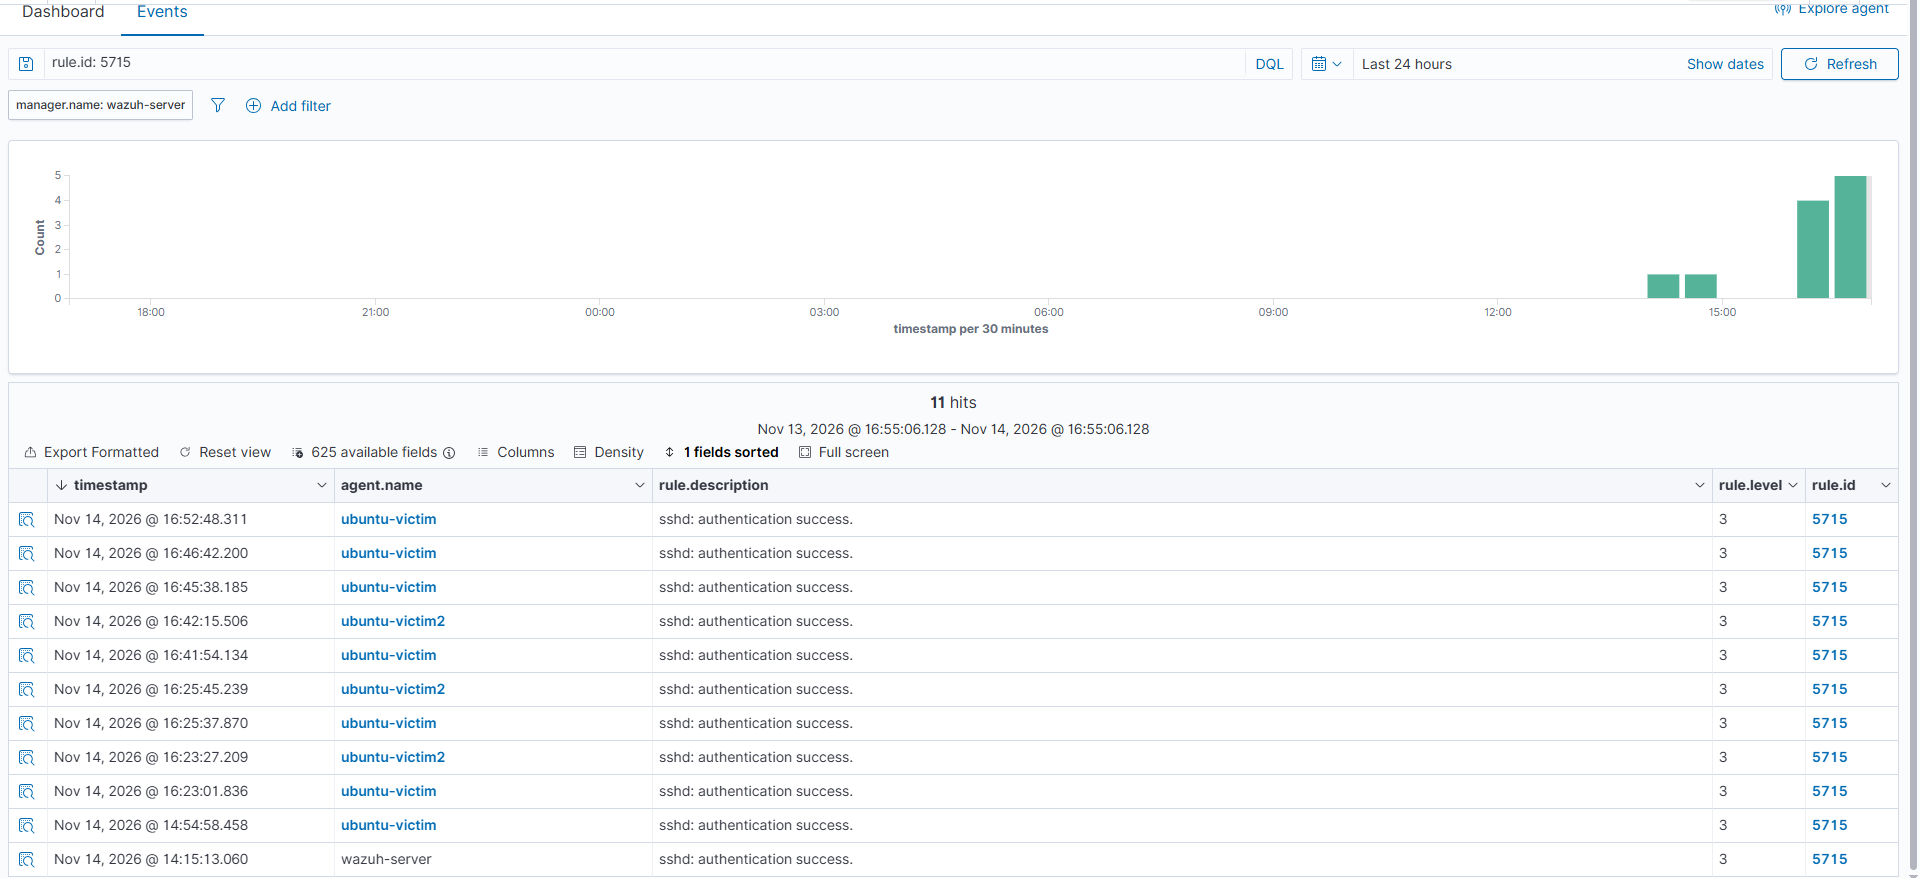 Dashboard Events Explore agent
rule.id: 5715 DQL Last 24 hours Show dates Refresh
manager.name: wazuh-server Add filter
5
4
3
2
1
0
Count
18:00 21:00 00:00 03:00 06:00 09:00 12:00 15:00
timestamp per 30 minutes
11 hits
Nov 13, 2026 @ 16:55:06.128 - Nov 14, 2026 @ 16:55:06.128
Export Formatted Reset view 625 available fields Columns Density 1 fields sorted Full screen
timestamp agent.name rule.description rule.level rule.id
Nov 14, 2026 @ 16:52:48.311 ubuntu-victim sshd: authentication success. 3 5715
Nov 14, 2026 @ 16:46:42.200 ubuntu-victim sshd: authentication success. 3 5715
Nov 14, 2026 @ 16:45:38.185 ubuntu-victim sshd: authentication success. 3 5715
Nov 14, 2026 @ 16:42:15.506 ubuntu-victim2 sshd: authentication success. 3 5715
Nov 14, 2026 @ 16:41:54.134 ubuntu-victim sshd: authentication success. 3 5715
Nov 14, 2026 @ 16:25:45.239 ubuntu-victim2 sshd: authentication success. 3 5715
Nov 14, 2026 @ 16:25:37.870 ubuntu-victim sshd: authentication success. 3 5715
Nov 14, 2026 @ 16:23:27.209 ubuntu-victim2 sshd: authentication success. 3 5715
Nov 14, 2026 @ 16:23:01.836 ubuntu-victim sshd: authentication success. 3 5715
Nov 14, 2026 @ 14:54:58.458 ubuntu-victim sshd: authentication success. 3 5715
Nov 14, 2026 @ 14:15:13.060 wazuh-server sshd: authentication success. 3 5715